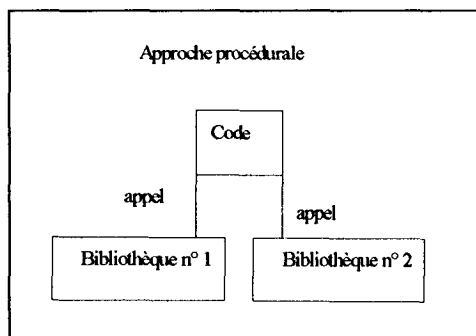 Approche procédurale
Code
appel
appel
Bibliothèque n° 1
Bibliothèque n° 2